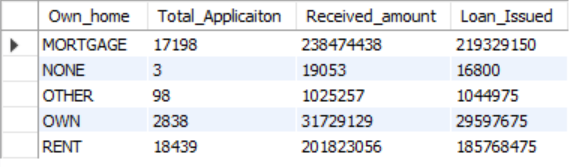 Own_home Total_Applicaiton Received_amount Loan_Issued
MORTGAGE 17198 238474438 219329150
NONE 3 19053 16800
OTHER 98 1025257 1044975
OWN 2838 31729129 29597675
RENT 18439 201823056 185768475